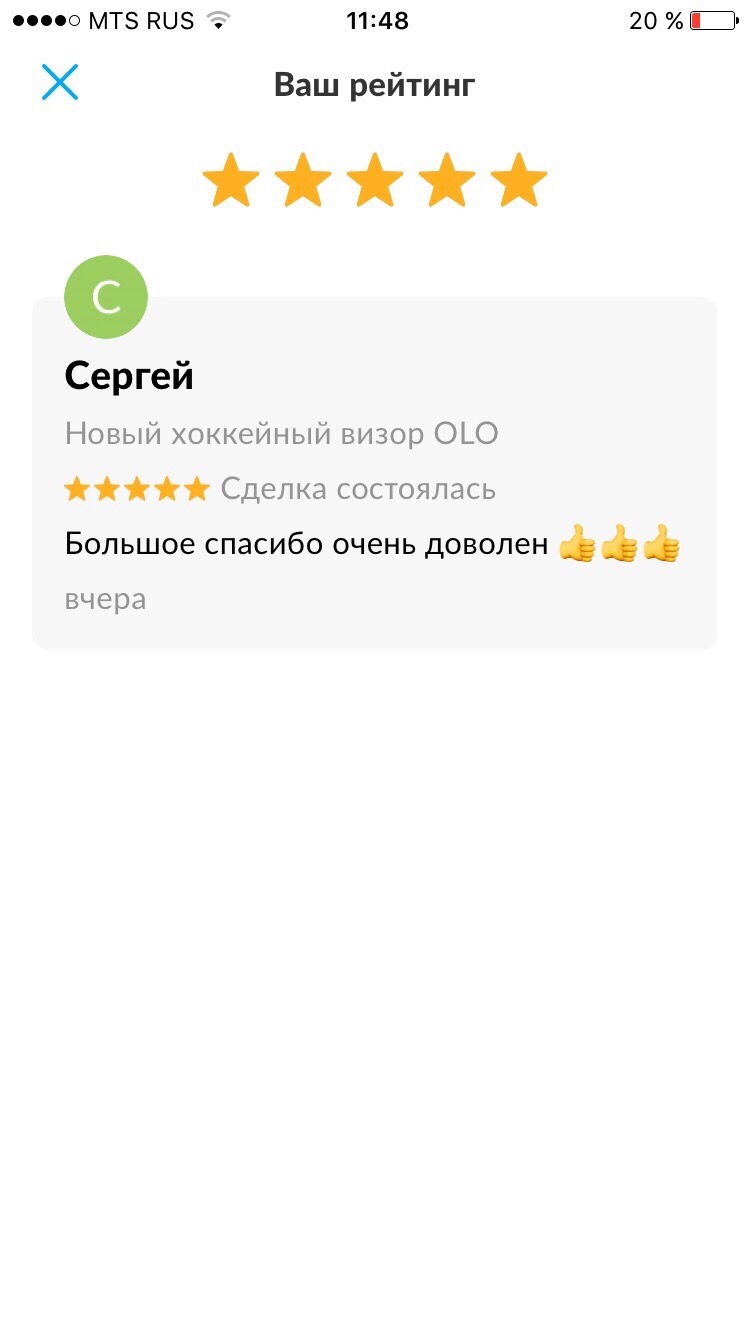 MTS RUS 11:48 20 %
Ваш рейтинг
С
Сергей
Новый хоккейный визор OLO
Сделка состоялась
Большое спасибо очень доволен 👍👍👍
вчера